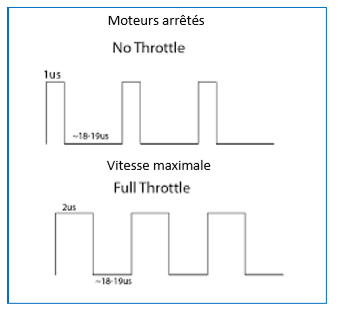 Moteurs arrêtés
No Throttle
1us
~18-19us
Vitesse maximale
Full Throttle
2us
~18-19us